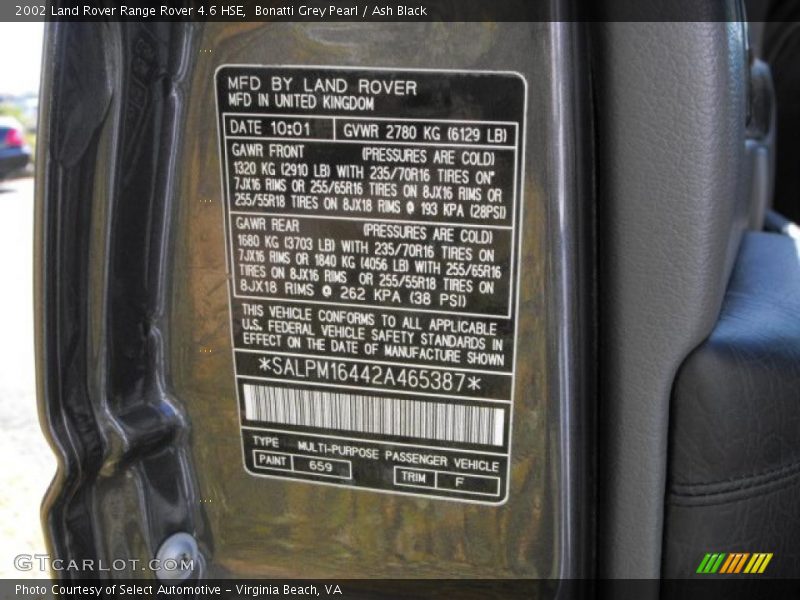 2002 Land Rover Range Rover 4.6 HSE,  Bonatti Grey Pearl / Ash Black
MFD BY LAND ROVER
MFD IN UNITED KINGDOM
DATE 10:01 GVWR 2780 KG (6129 LB)
GAWR FRONT (PRESSURES ARE COLD)
1320 KG (2910 LB) WITH 235/70R16 TIRES ON
7JX16 RIMS OR 255/65R16 TIRES ON 8JX16 RIMS OR
255/55R18 TIRES ON 8JX18 RIMS @ 193 KPA (28PSI)
GAWR REAR (PRESSURES ARE COLD)
1680 KG (3703 LB) WITH 235/70R16 TIRES ON
7JX16 RIMS OR 1840 KG (4056 LB) WITH 255/65R16
TIRES ON 8JX16 RIMS OR 255/55R18 TIRES ON
8JX18 RIMS @ 262 KPA (38 PSI)
THIS VEHICLE CONFORMS TO ALL APPLICABLE
U.S. FEDERAL VEHICLE SAFETY STANDARDS IN
EFFECT ON THE DATE OF MANUFACTURE SHOWN
*SALPM16442A465387*
TYPE MULTI-PURPOSE PASSENGER VEHICLE
PAINT 659 TRIM F
GTCARLOT.COM
Photo Courtesy of Select Automotive - Virginia Beach, VA